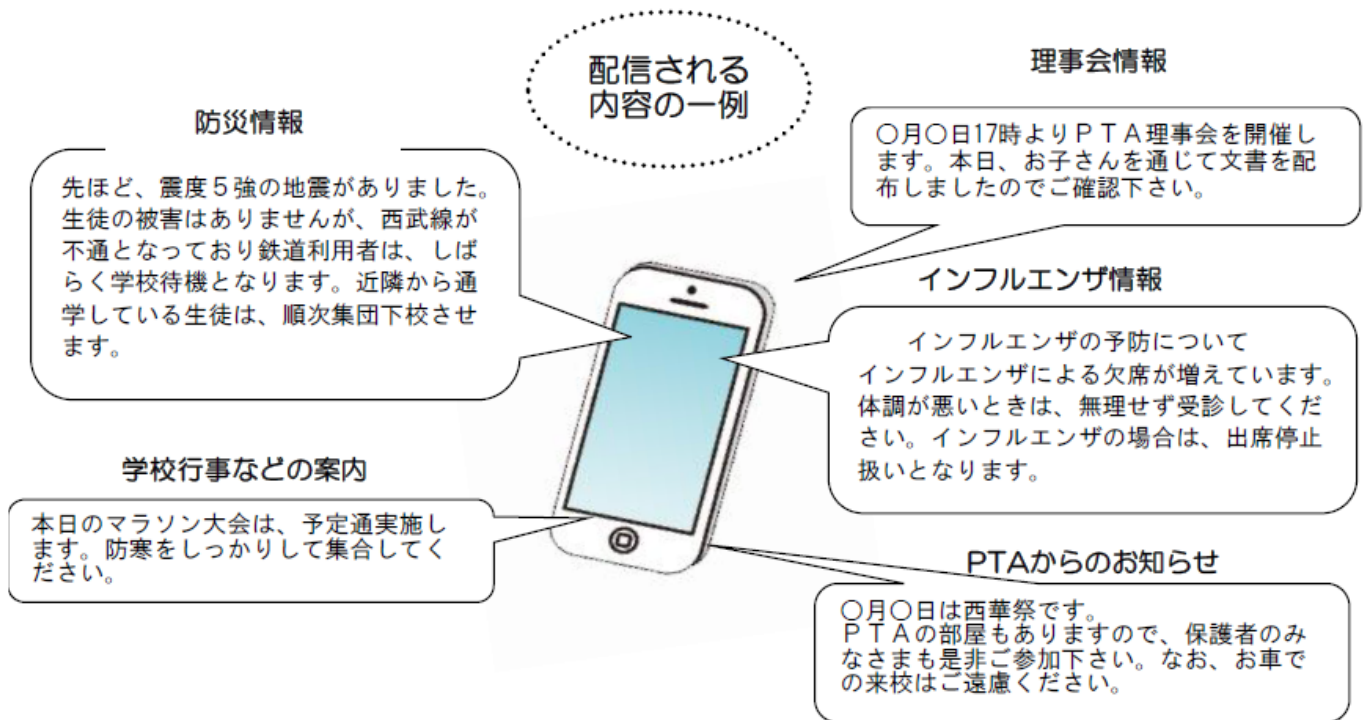 配信される
内容の一例
防災情報
先ほど、震度５強の地震がありました。
生徒の被害はありませんが、西武線が
不通となっており鉄道利用者は、しば
らく学校待機となります。近隣から通
学している生徒は、順次集団下校させ
ます。
理事会情報
〇月〇日17時よりＰＴＡ理事会を開催し
ます。本日、お子さんを通じて文書を配
布しましたのでご確認下さい。
インフルエンザ情報
インフルエンザの予防について
インフルエンザによる欠席が増えています。
体調が悪いときは、無理せず受診してくだ
さい。インフルエンザの場合は、出席停止
扱いとなります。
学校行事などの案内
本日のマラソン大会は、予定通実施し
ます。防寒をしっかりして集合してく
ださい。
PTAからのお知らせ
〇月〇日は西華祭です。
ＰＴＡの部屋もありますので、保護者のみ
なさまも是非ご参加下さい。なお、お車で
の来校はご遠慮ください。